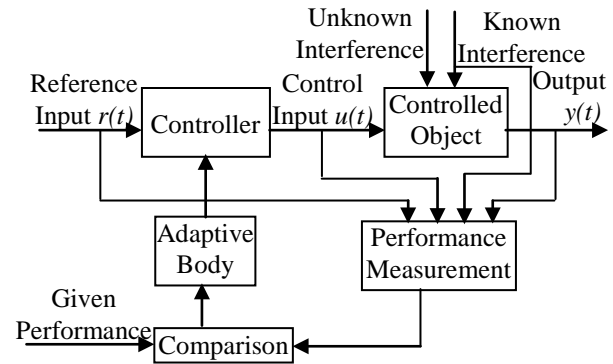 Unknown
Interference
Known
Interference
Reference
Input r(t)
Controller
Control
Input u(t)
Controlled
Object
Output
y(t)
Adaptive
Body
Performance
Measurement
Given
Performance
Comparison